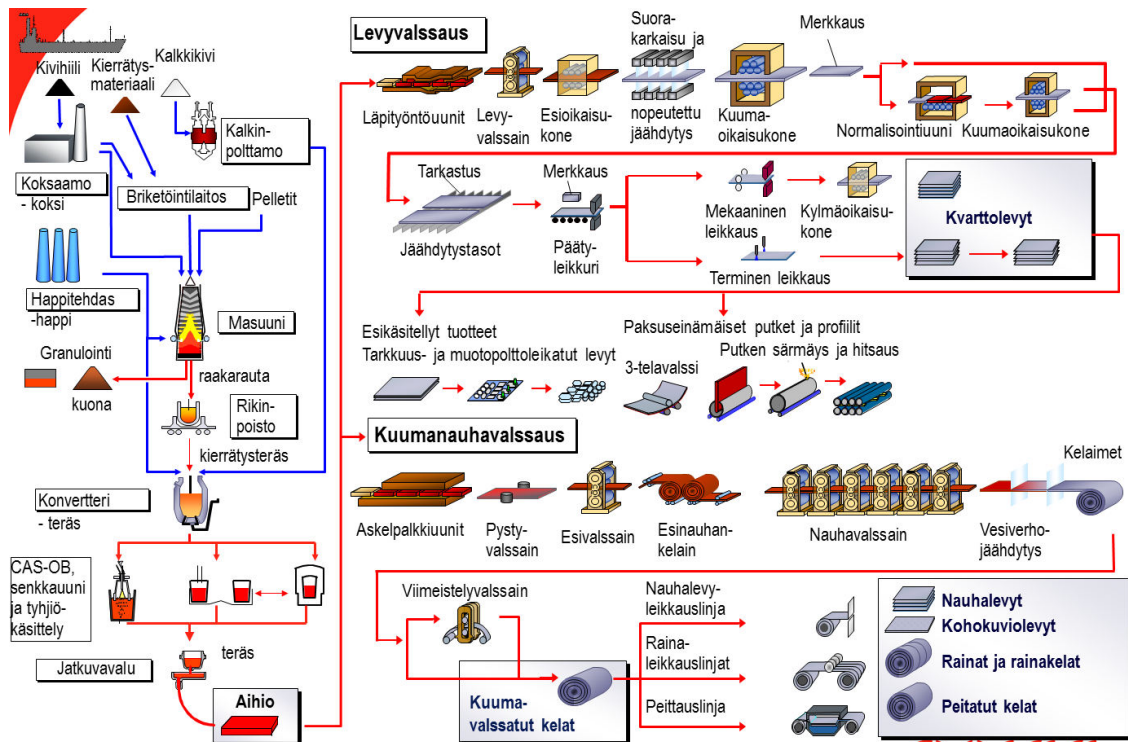 Kivihiili
Kierrätys-
materiaali
Kalkkikivi
Kalkin-
polttamo
Koksaamo
- koksi
Briketöintilaitos
Pelletit
Happitehdas
-happi
Masuuni
Granulointi
kuona
raakarauta
Rikin-
poisto
kierrätysteräs
Konvertteri
- teräs
CAS-OB,
senkkauuni
ja tyhjiö-
käsittely
Jatkuvavalu
teräs
Aihio
Levyvalssaus
Läpityöntöuunit
Levy-
valssain
Esioikaisu-
kone
Suora-
karkaisu ja
nopeutettu
jäähdytys
Kuuma-
oikaisukone
Merkkaus
Normalisointiuuni
Kuumaoikaisukone
Tarkastus
Jäähdytystasot
Merkkaus
Pääty-
leikkuri
Mekaaninen
leikkaus
Kylmäoikaisu-
kone
Terminen leikkaus
Kvarttolevyt
Esikäsitellyt tuotteet
Tarkkuus- ja muotopolttoleikatut levyt
Paksuseinämäiset putket ja profiilit
3-telavalssi
Putken särmäys ja hitsaus
Kuumanauhavalssaus
Askelpalkkiuunit
Pysty-
valssain
Esivalssain
Esinauhan-
kelain
Nauhavalssain
Vesiverho-
jäähdytys
Kelaimet
Viimeistelyvalssain
Kuuma-
valssatut kelat
Nauhalevy-
leikkauslinja
Raina-
leikkauslinjat
Peittauslinja
Nauhalevyt
Kohokuviolevyt
Rainat ja rainakelat
Peitatut kelat